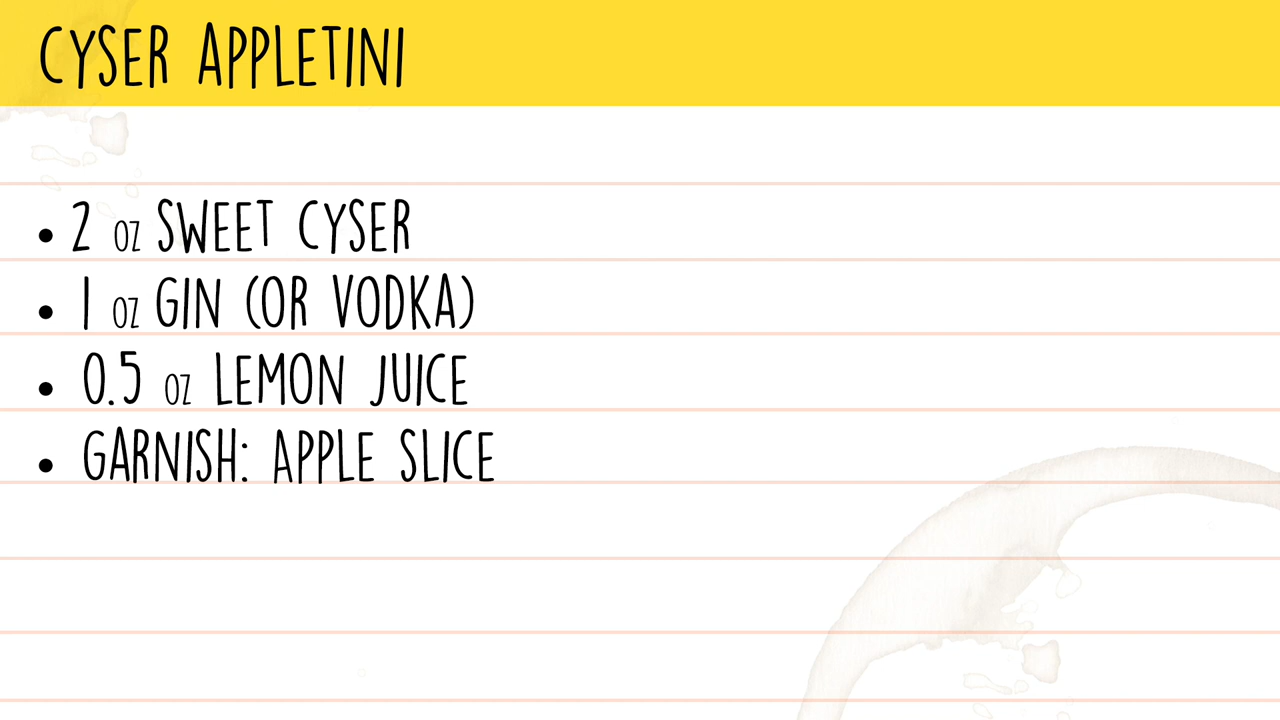 CYSER APPLETINI
• 2 OZ SWEET CYSER
• 1 OZ GIN (OR VODKA)
• 0.5 OZ LEMON JUICE
• GARNISH: APPLE SLICE